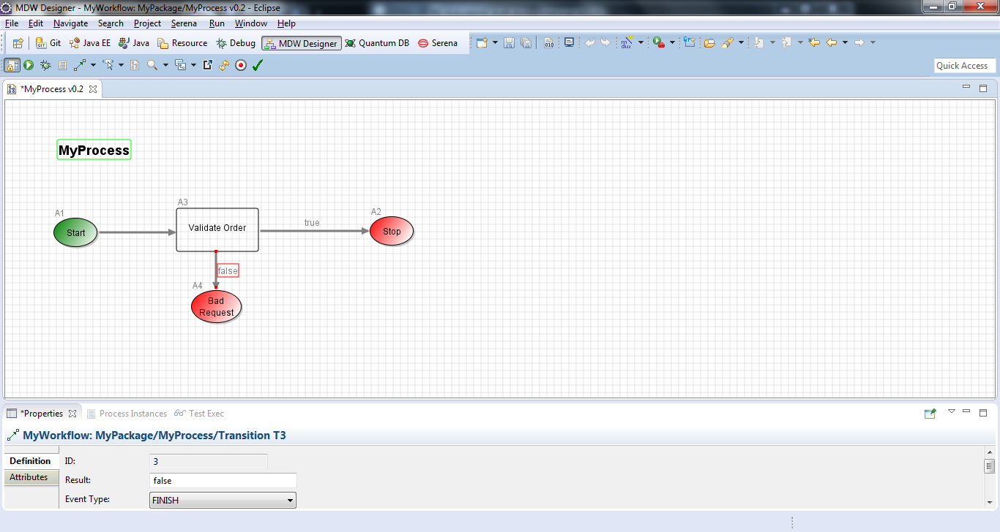 MDW Designer - MyWorkflow: MyPackage/MyProcess v0.2 - Eclipse
File Edit Navigate Search Project Serena Run Window Help
Git Java EE Java Resource Debug MDW Designer Quantum DB Serena
Quick Access
*MyProcess v0.2
MyProcess
A1
Start
A3
Validate Order
true
A2
Stop
false
A4
Bad
Request
*Properties Process Instances Test Exec
MyWorkflow: MyPackage/MyProcess/Transition T3
Definition
Attributes
ID: 3
Result: false
Event Type: FINISH